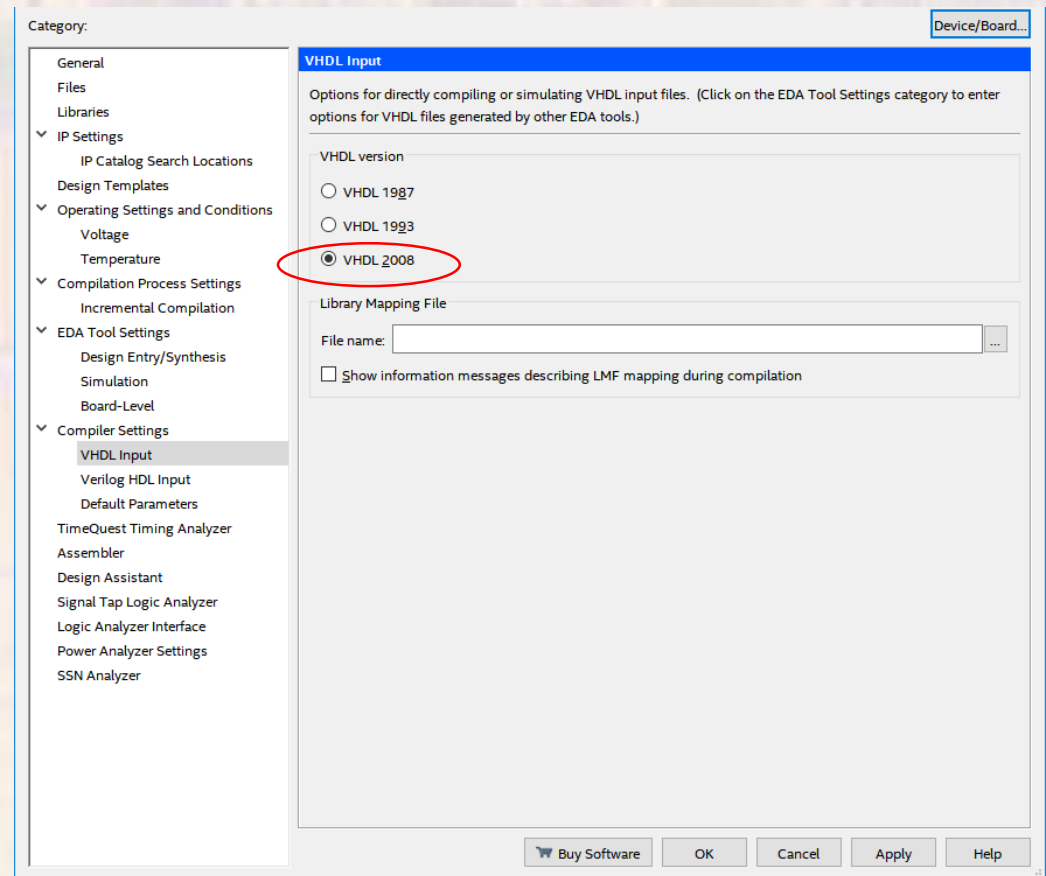 Category:
Device/Board...
General
Files
Libraries
IP Settings
IP Catalog Search Locations
Design Templates
Operating Settings and Conditions
Voltage
Temperature
Compilation Process Settings
Incremental Compilation
EDA Tool Settings
Design Entry/Synthesis
Simulation
Board-Level
Compiler Settings
VHDL Input
Verilog HDL Input
Default Parameters
TimeQuest Timing Analyzer
Assembler
Design Assistant
Signal Tap Logic Analyzer
Logic Analyzer Interface
Power Analyzer Settings
SSN Analyzer
VHDL Input
Options for directly compiling or simulating VHDL input files. (Click on the EDA Tool Settings category to enter
options for VHDL files generated by other EDA tools.)
VHDL version
VHDL 1987
VHDL 1993
VHDL 2008
Library Mapping File
File name:
...
Show information messages describing LMF mapping during compilation
Buy Software
OK
Cancel
Apply
Help